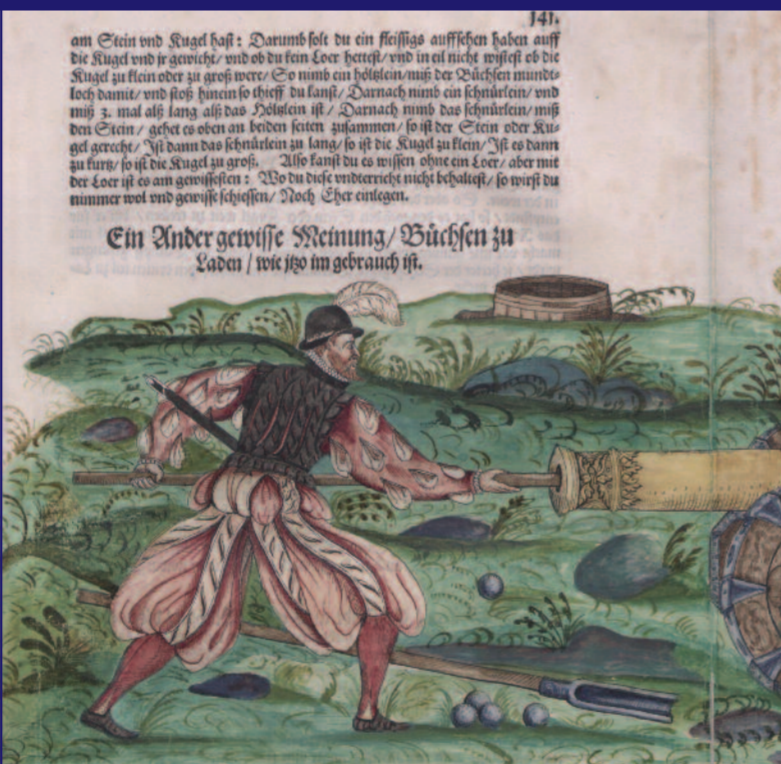 141.
am Stein vnd Kugel hast: Darumb solt du ein fleissigs auffsehen haben auff
die Kugel vnd jr gewicht/ vnd ob du kein Loer hettest/ vnd in eil nicht wissest ob die
Kugel zu klein oder zu groß were/ So nimb ein höltzlein/ miß der Büchsen mundt-
loch damit/ vnd stoß hinein so thieff du kanst/ Darnach nimb ein schnürlein/ vnd
miß 3. mal alß lang alß das Höltzlein ist/ Darnach nimb das schnürlein/ miß
den Stein/ gehet es oben an beiden seiten zusammen/ so ist der Stein oder Ku-
gel gerecht/ Ist dann das schnürlein zu lang/ so ist die Kugel zu klein/ Ist es dann
zu kurtz/ so ist die Kugel zu groß. Also kanst du es wissen ohne ein Loer/ aber mit
der Loer ist es am gewissesten: Wo du diese vndterricht nicht behaltest/ so wirst du
nimmer wol vnd gewisse schiessen/ Noch Eher einlegen.
Ein Ander gewisse Meinung/ Büchsen zu
Laden/ wie jtzo im gebrauch ist.